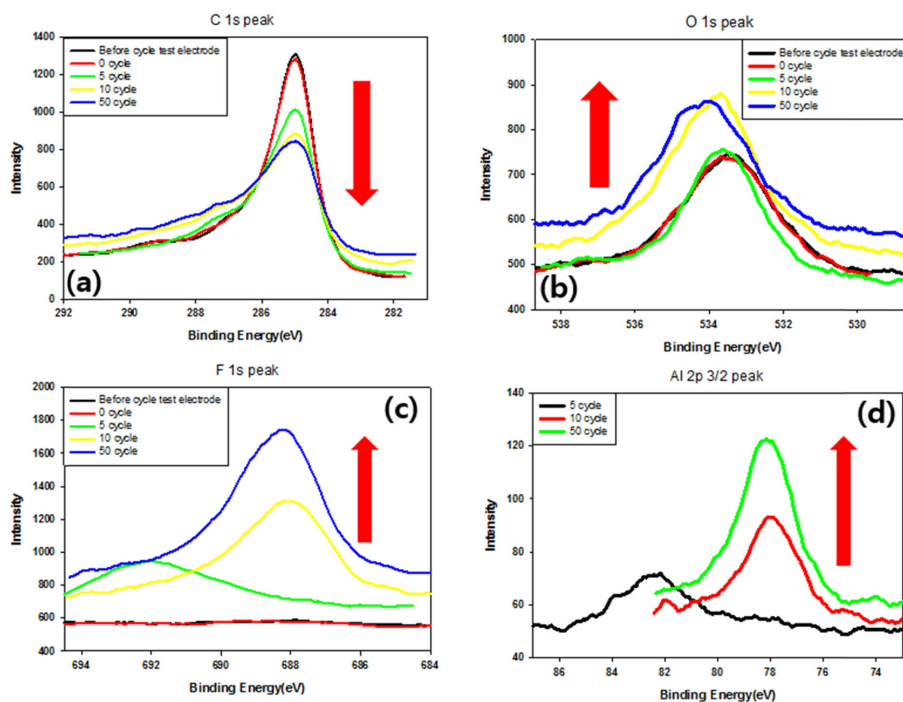 C 1s peak
1400
1200
1000
800
600
400
200
0
Intensity
Before cycle test electrode
0 cycle
5 cycle
10 cycle
50 cycle
(a)
292 290 288 286 284 282
Binding Energy(eV)
O 1s peak
1000
900
800
700
600
500
400
Intensity
Before cycle test electrode
0 cycle
5 cycle
10 cycle
50 cycle
(b)
538 536 534 532 530
Binding Energy(eV)
F 1s peak
2000
1800
1600
1400
1200
1000
800
600
400
Intensity
Before cycle test electrode
0 cycle
5 cycle
10 cycle
50 cycle
(c)
694 692 690 688 686 684
Binding Energy(eV)
Al 2p 3/2 peak
140
120
100
80
60
40
Intensity
5 cycle
10 cycle
50 cycle
(d)
86 84 82 80 78 76 74
Binding Energy(eV)